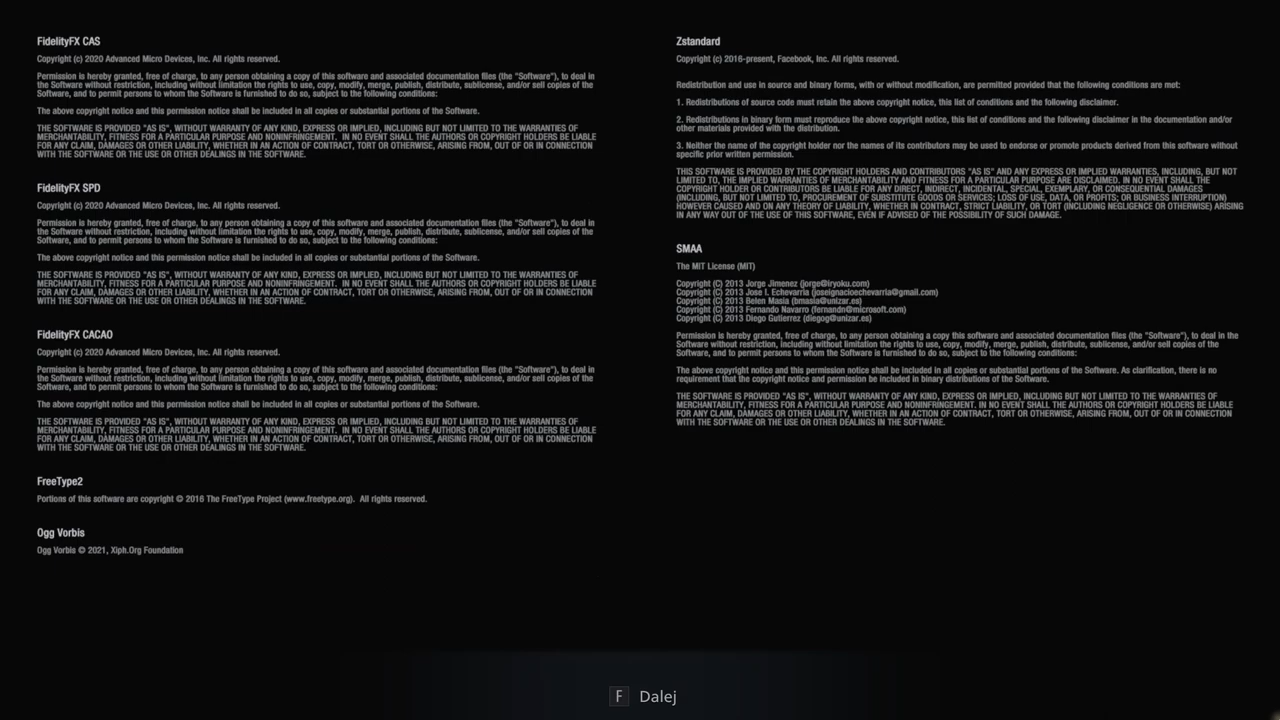 FidelityFX CAS
Copyright (c) 2020 Advanced Micro Devices, Inc. All rights reserved.
Permission is hereby granted, free of charge, to any person obtaining a copy of this software and associated documentation files (the "Software"), to deal in
the Software without restriction, including without limitation the rights to use, copy, modify, merge, publish, distribute, sublicense, and/or sell copies of the
Software, and to permit persons to whom the Software is furnished to do so, subject to the following conditions:
The above copyright notice and this permission notice shall be included in all copies or substantial portions of the Software.
THE SOFTWARE IS PROVIDED "AS IS", WITHOUT WARRANTY OF ANY KIND, EXPRESS OR IMPLIED, INCLUDING BUT NOT LIMITED TO THE WARRANTIES OF
MERCHANTABILITY, FITNESS FOR A PARTICULAR PURPOSE AND NONINFRINGEMENT.  IN NO EVENT SHALL THE AUTHORS OR COPYRIGHT HOLDERS BE LIABLE
FOR ANY CLAIM, DAMAGES OR OTHER LIABILITY, WHETHER IN AN ACTION OF CONTRACT, TORT OR OTHERWISE, ARISING FROM, OUT OF OR IN CONNECTION
WITH THE SOFTWARE OR THE USE OR OTHER DEALINGS IN THE SOFTWARE.
FidelityFX SPD
Copyright (c) 2020 Advanced Micro Devices, Inc. All rights reserved.
Permission is hereby granted, free of charge, to any person obtaining a copy of this software and associated documentation files (the "Software"), to deal in
the Software without restriction, including without limitation the rights to use, copy, modify, merge, publish, distribute, sublicense, and/or sell copies of the
Software, and to permit persons to whom the Software is furnished to do so, subject to the following conditions:
The above copyright notice and this permission notice shall be included in all copies or substantial portions of the Software.
THE SOFTWARE IS PROVIDED "AS IS", WITHOUT WARRANTY OF ANY KIND, EXPRESS OR IMPLIED, INCLUDING BUT NOT LIMITED TO THE WARRANTIES OF
MERCHANTABILITY, FITNESS FOR A PARTICULAR PURPOSE AND NONINFRINGEMENT.  IN NO EVENT SHALL THE AUTHORS OR COPYRIGHT HOLDERS BE LIABLE
FOR ANY CLAIM, DAMAGES OR OTHER LIABILITY, WHETHER IN AN ACTION OF CONTRACT, TORT OR OTHERWISE, ARISING FROM, OUT OF OR IN CONNECTION
WITH THE SOFTWARE OR THE USE OR OTHER DEALINGS IN THE SOFTWARE.
FidelityFX CACAO
Copyright (c) 2020 Advanced Micro Devices, Inc. All rights reserved.
Permission is hereby granted, free of charge, to any person obtaining a copy of this software and associated documentation files (the "Software"), to deal in
the Software without restriction, including without limitation the rights to use, copy, modify, merge, publish, distribute, sublicense, and/or sell copies of the
Software, and to permit persons to whom the Software is furnished to do so, subject to the following conditions:
The above copyright notice and this permission notice shall be included in all copies or substantial portions of the Software.
THE SOFTWARE IS PROVIDED "AS IS", WITHOUT WARRANTY OF ANY KIND, EXPRESS OR IMPLIED, INCLUDING BUT NOT LIMITED TO THE WARRANTIES OF
MERCHANTABILITY, FITNESS FOR A PARTICULAR PURPOSE AND NONINFRINGEMENT.  IN NO EVENT SHALL THE AUTHORS OR COPYRIGHT HOLDERS BE LIABLE
FOR ANY CLAIM, DAMAGES OR OTHER LIABILITY, WHETHER IN AN ACTION OF CONTRACT, TORT OR OTHERWISE, ARISING FROM, OUT OF OR IN CONNECTION
WITH THE SOFTWARE OR THE USE OR OTHER DEALINGS IN THE SOFTWARE.
FreeType2
Portions of this software are copyright © 2016 The FreeType Project (www.freetype.org).  All rights reserved.
Ogg Vorbis
Ogg Vorbis © 2021, Xiph.Org Foundation
Zstandard
Copyright (c) 2016-present, Facebook, Inc. All rights reserved.
Redistribution and use in source and binary forms, with or without modification, are permitted provided that the following conditions are met:
1. Redistributions of source code must retain the above copyright notice, this list of conditions and the following disclaimer.
2. Redistributions in binary form must reproduce the above copyright notice, this list of conditions and the following disclaimer in the documentation and/or
other materials provided with the distribution.
3. Neither the name of the copyright holder nor the names of its contributors may be used to endorse or promote products derived from this software without
specific prior written permission.
THIS SOFTWARE IS PROVIDED BY THE COPYRIGHT HOLDERS AND CONTRIBUTORS "AS IS" AND ANY EXPRESS OR IMPLIED WARRANTIES, INCLUDING, BUT NOT
LIMITED TO, THE IMPLIED WARRANTIES OF MERCHANTABILITY AND FITNESS FOR A PARTICULAR PURPOSE ARE DISCLAIMED. IN NO EVENT SHALL THE
COPYRIGHT HOLDER OR CONTRIBUTORS BE LIABLE FOR ANY DIRECT, INDIRECT, INCIDENTAL, SPECIAL, EXEMPLARY, OR CONSEQUENTIAL DAMAGES
(INCLUDING, BUT NOT LIMITED TO, PROCUREMENT OF SUBSTITUTE GOODS OR SERVICES; LOSS OF USE, DATA, OR PROFITS; OR BUSINESS INTERRUPTION)
HOWEVER CAUSED AND ON ANY THEORY OF LIABILITY, WHETHER IN CONTRACT, STRICT LIABILITY, OR TORT (INCLUDING NEGLIGENCE OR OTHERWISE) ARISING
IN ANY WAY OUT OF THE USE OF THIS SOFTWARE, EVEN IF ADVISED OF THE POSSIBILITY OF SUCH DAMAGE.
SMAA
The MIT License (MIT)
Copyright (C) 2013 Jorge Jimenez (jorge@iryoku.com)
Copyright (C) 2013 Jose I. Echevarria (joseignacioechevarria@gmail.com)
Copyright (C) 2013 Belen Masia (bmasia@unizar.es)
Copyright (C) 2013 Fernando Navarro (fernandn@microsoft.com)
Copyright (C) 2013 Diego Gutierrez (diegog@unizar.es)
Permission is hereby granted, free of charge, to any person obtaining a copy this software and associated documentation files (the "Software"), to deal in the
Software without restriction, including without limitation the rights to use, copy, modify, merge, publish, distribute, sublicense, and/or sell copies of the
Software, and to permit persons to whom the Software is furnished to do so, subject to the following conditions:
The above copyright notice and this permission notice shall be included in all copies or substantial portions of the Software. As clarification, there is no
requirement that the copyright notice and permission be included in binary distributions of the Software.
THE SOFTWARE IS PROVIDED "AS IS", WITHOUT WARRANTY OF ANY KIND, EXPRESS OR IMPLIED, INCLUDING BUT NOT LIMITED TO THE WARRANTIES OF
MERCHANTABILITY, FITNESS FOR A PARTICULAR PURPOSE AND NONINFRINGEMENT. IN NO EVENT SHALL THE AUTHORS OR COPYRIGHT HOLDERS BE LIABLE
FOR ANY CLAIM, DAMAGES OR OTHER LIABILITY, WHETHER IN AN ACTION OF CONTRACT, TORT OR OTHERWISE, ARISING FROM, OUT OF OR IN CONNECTION
WITH THE SOFTWARE OR THE USE OR OTHER DEALINGS IN THE SOFTWARE.
F Dalej